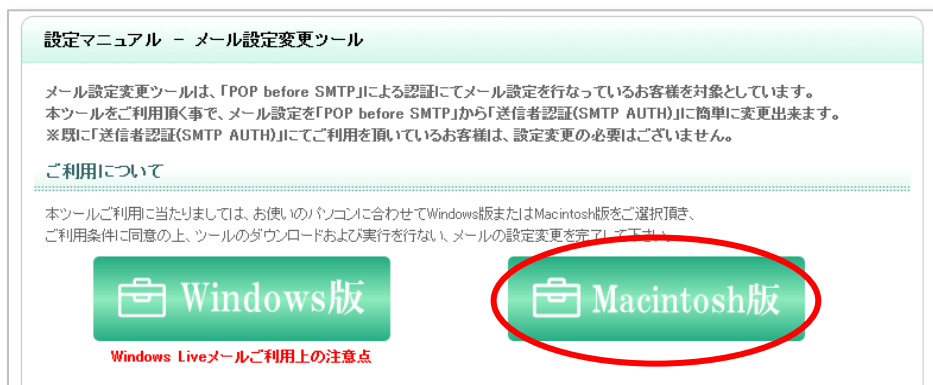 設定マニュアル － メール設定変更ツール
メール設定変更ツールは、「POP before SMTP」による認証にてメール設定を行なっているお客様を対象としています。
本ツールをご利用頂く事で、メール設定を「POP before SMTP」から「送信者認証(SMTP AUTH)」に簡単に変更出来ます。
※既に「送信者認証(SMTP AUTH)」にてご利用を頂いているお客様は、設定変更の必要はございません。
ご利用について
本ツールご利用に当たりましては、お使いのパソコンに合わせてWindows版またはMacintosh版をご選択頂き、
ご利用条件に同意の上、ツールのダウンロードおよび実行を行ない、メールの設定変更を完了して下さい。
Windows版
Macintosh版
Windows Liveメールご利用上の注意点